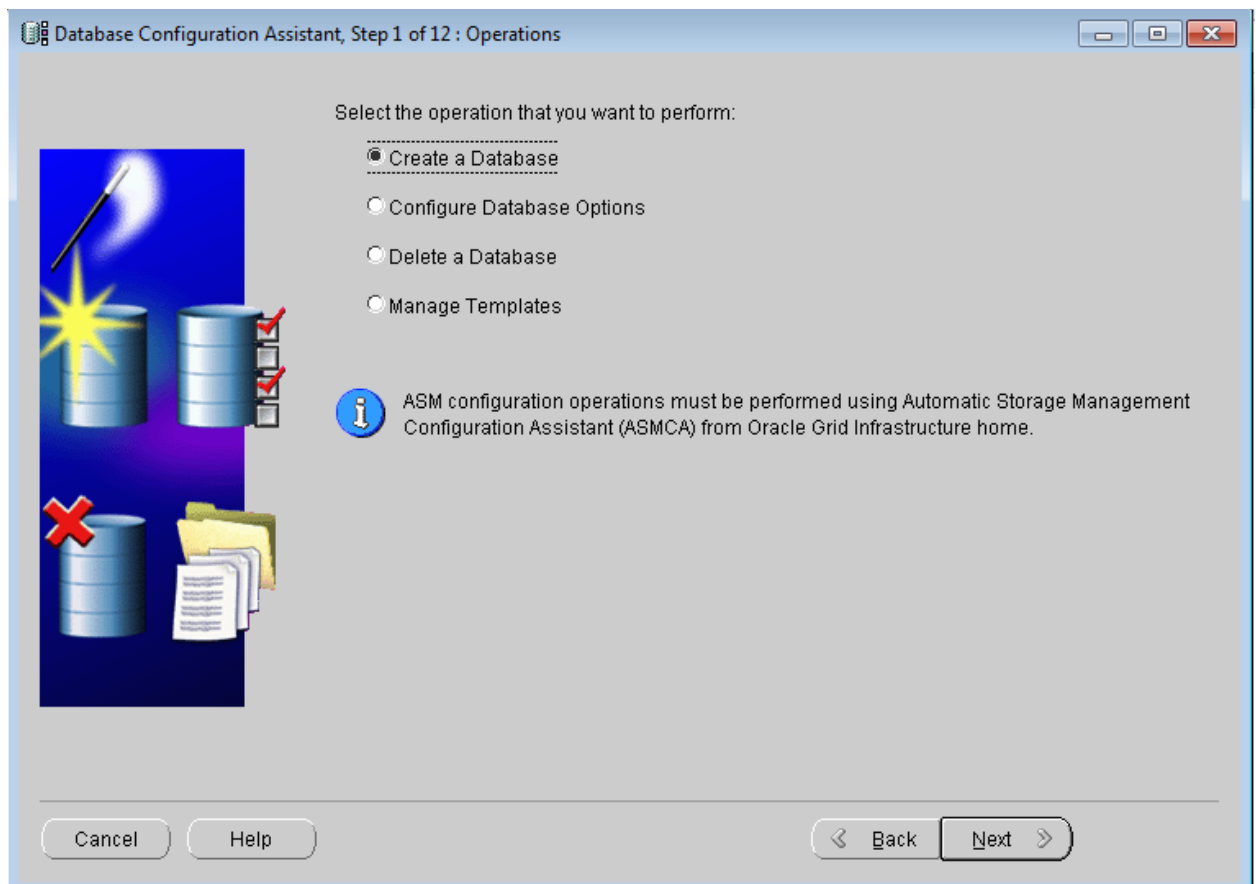 Database Configuration Assistant, Step 1 of 12 : Operations
Select the operation that you want to perform:
Create a Database
Configure Database Options
Delete a Database
Manage Templates
ASM configuration operations must be performed using Automatic Storage Management
Configuration Assistant (ASMCA) from Oracle Grid Infrastructure home.
Cancel
Help
Back
Next